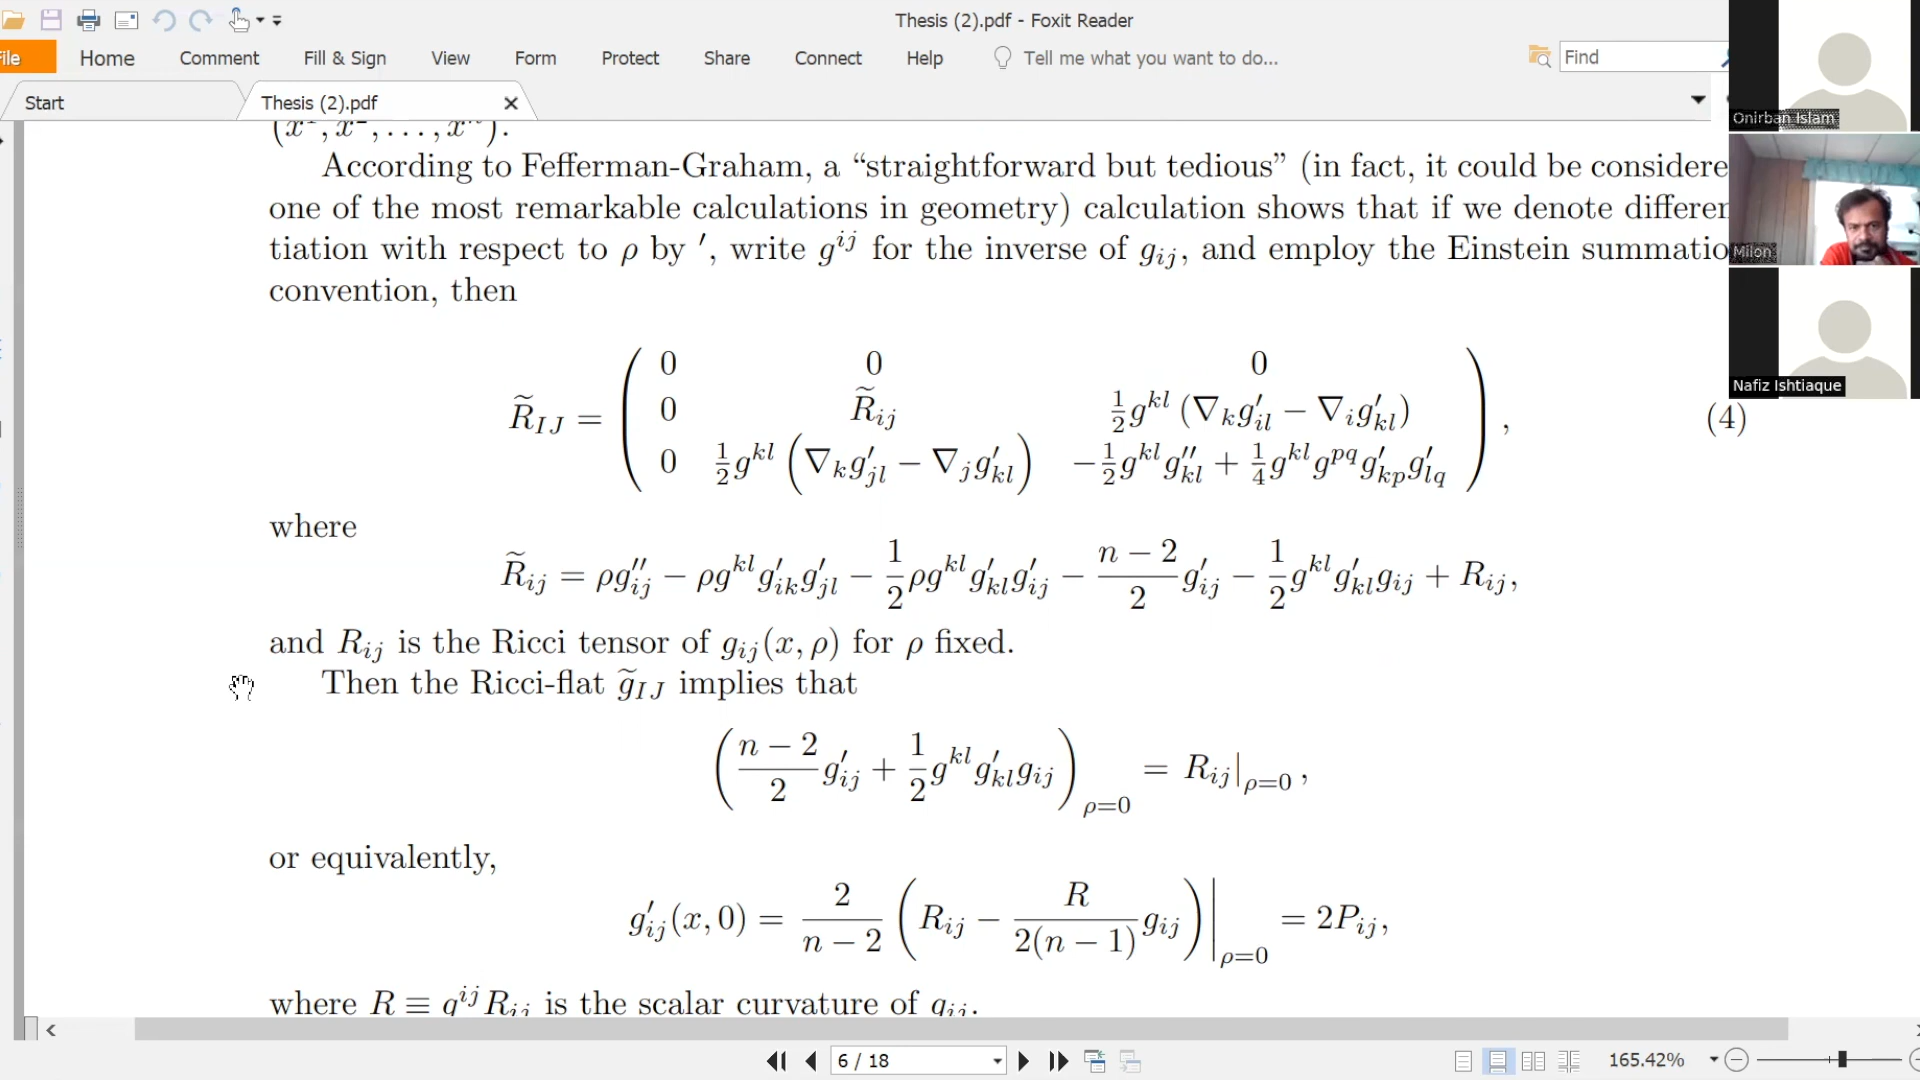 Thesis (2).pdf - Foxit Reader
ile Home Comment Fill & Sign View Form Protect Share Connect Help Tell me what you want to do... Find
Start Thesis (2).pdf
(x¹, x², . . . , xⁿ).
According to Fefferman-Graham, a “straightforward but tedious” (in fact, it could be considere
one of the most remarkable calculations in geometry) calculation shows that if we denote differen
tiation with respect to ρ by ′, write g^{ij} for the inverse of g_{ij}, and employ the Einstein summatio
convention, then
R̃_{IJ} = ( 0 0 0
0 R̃_{ij} ½g^{kl} (∇_k g′_{il} − ∇_i g′_{kl})
0 ½g^{kl} (∇_k g′_{jl} − ∇_j g′_{kl}) −½g^{kl}g″_{kl} + ¼g^{kl}g^{pq}g′_{kp}g′_{lq} ) , (4)
where
R̃_{ij} = ρg″_{ij} − ρg^{kl}g′_{ik}g′_{jl} − 1/2 ρg^{kl}g′_{kl}g′_{ij} − (n − 2)/2 g′_{ij} − 1/2 g^{kl}g′_{kl}g_{ij} + R_{ij},
and R_{ij} is the Ricci tensor of g_{ij}(x, ρ) for ρ fixed.
Then the Ricci-flat g̃_{IJ} implies that
( (n − 2)/2 g′_{ij} + 1/2 g^{kl}g′_{kl}g_{ij} )_{ρ=0} = R_{ij}|_{ρ=0} ,
or equivalently,
g′_{ij}(x, 0) = 2/(n − 2) ( R_{ij} − R/(2(n − 1)) g_{ij} )|_{ρ=0} = 2P_{ij},
where R ≡ g^{ij}R_{ij} is the scalar curvature of g_{ij}.
Onirban Islam
Milon
Nafiz Ishtiaque
6 / 18 165.42%